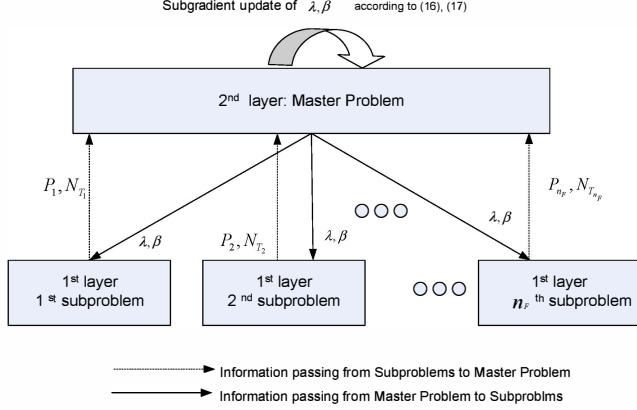 Subgradient update of λ, β according to (16), (17)
2nd layer: Master Problem
P1, NT1
λ, β
P2, NT2
λ, β
λ, β
PnF, NTnF
1st layer
1st subproblem
1st layer
2nd subproblem
1st layer
nF th subproblem
Information passing from Subproblems to Master Problem
Information passing from Master Problem to Subproblms